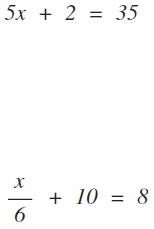 5x + 2 = 35
x/6 + 10 = 8